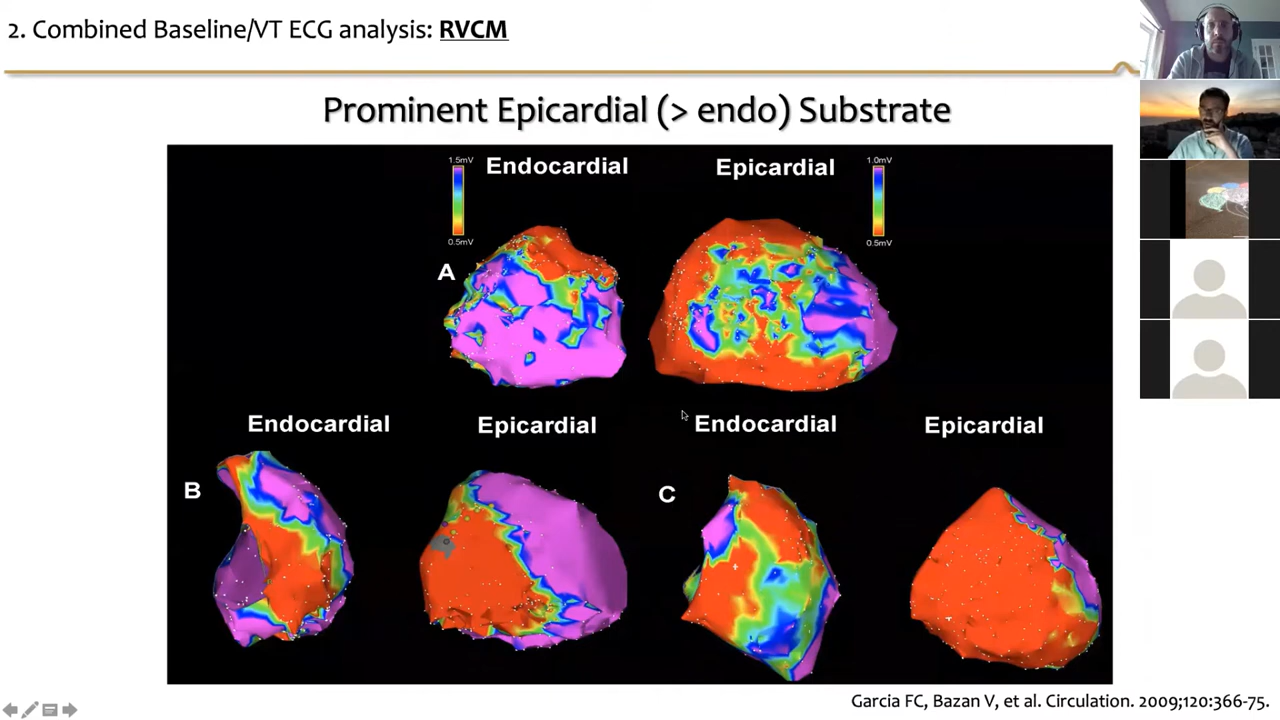 2. Combined Baseline/VT ECG analysis: RVCM
Prominent Epicardial (> endo) Substrate
1.5mV
Endocardial
0.5mV
Epicardial
1.0mV
0.5mV
A
Endocardial
Epicardial
B
Endocardial
Epicardial
C
Garcia FC, Bazan V, et al. Circulation. 2009;120:366-75.